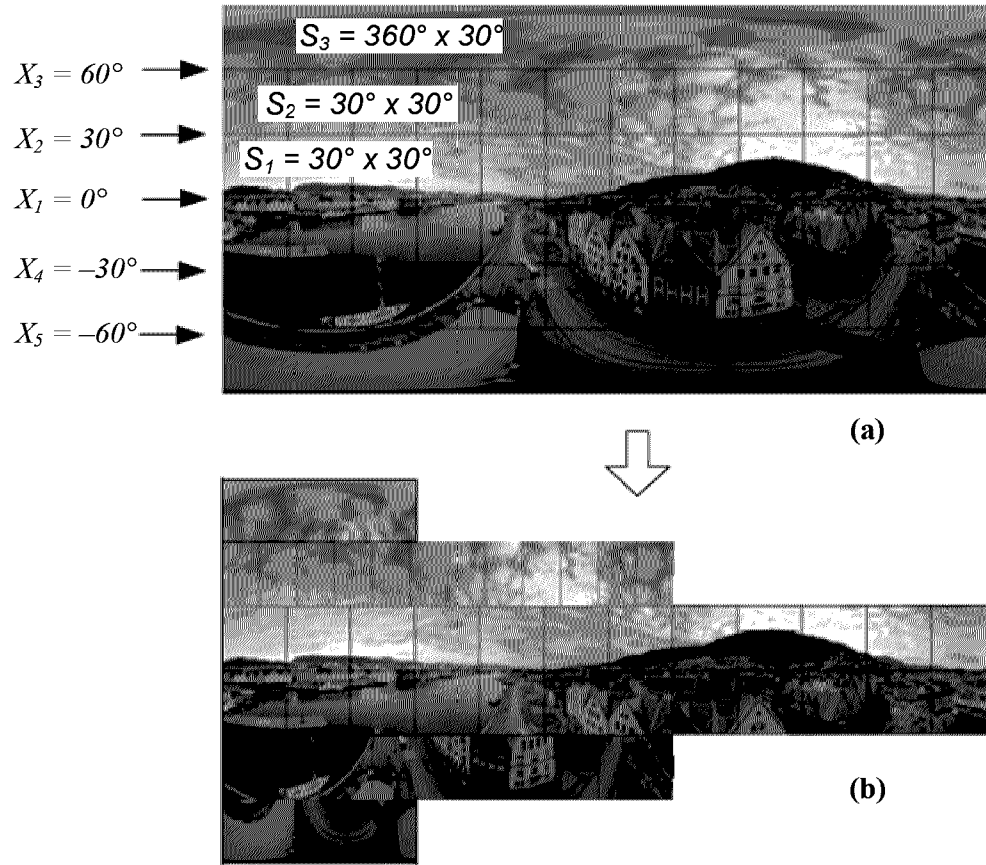 S₃ = 360° x 30°
X₃ = 60°
S₂ = 30° x 30°
X₂ = 30°
S₁ = 30° x 30°
X₁ = 0°
X₄ = –30°
X₅ = –60°
(a)
(b)